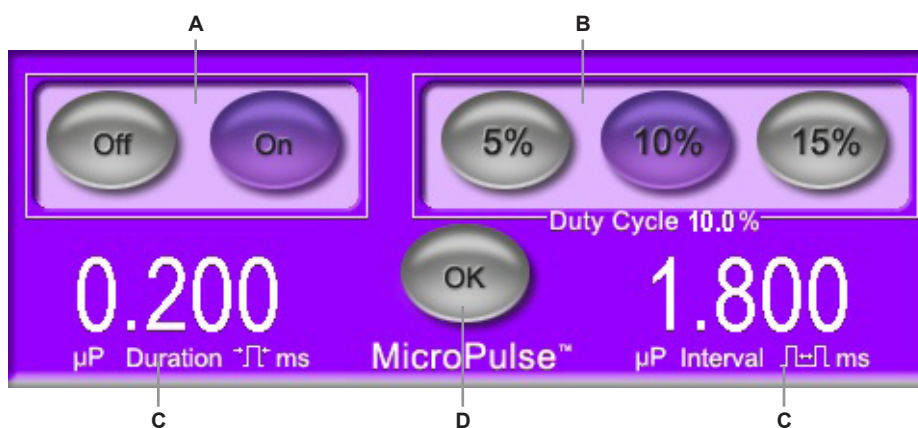 A B
Off On 5% 10% 15%
Duty Cycle 10.0 %
OK
0.200 1.800
µP Duration ms MicroPulse™ µP Interval ms
C D C